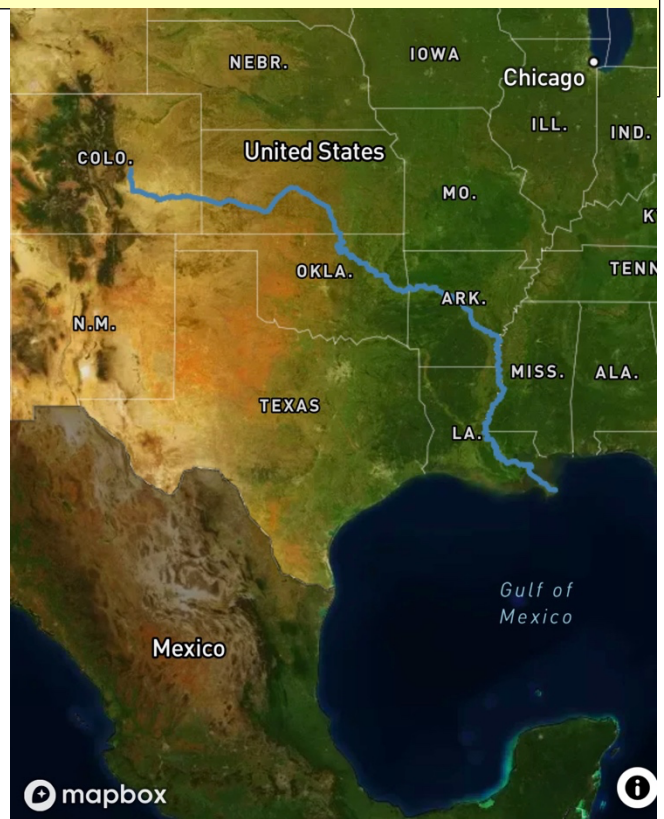 NEBR.
IOWA
Chicago
ILL.
IND.
COLO.
United States
MO.
OKLA.
ARK.
TENN
N.M.
MISS.
ALA.
TEXAS
LA.
Gulf of
Mexico
Mexico
mapbox